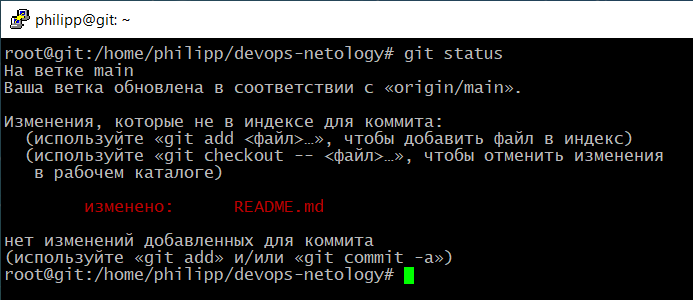 philipp@git: ~
root@git:/home/philipp/devops-netology# git status
На ветке main
Ваша ветка обновлена в соответствии с «origin/main».
Изменения, которые не в индексе для коммита:
(используйте «git add <файл>…», чтобы добавить файл в индекс)
(используйте «git checkout -- <файл>…», чтобы отменить изменения
в рабочем каталоге)
изменено:      README.md
нет изменений добавленных для коммита
(используйте «git add» и/или «git commit -a»)
root@git:/home/philipp/devops-netology#